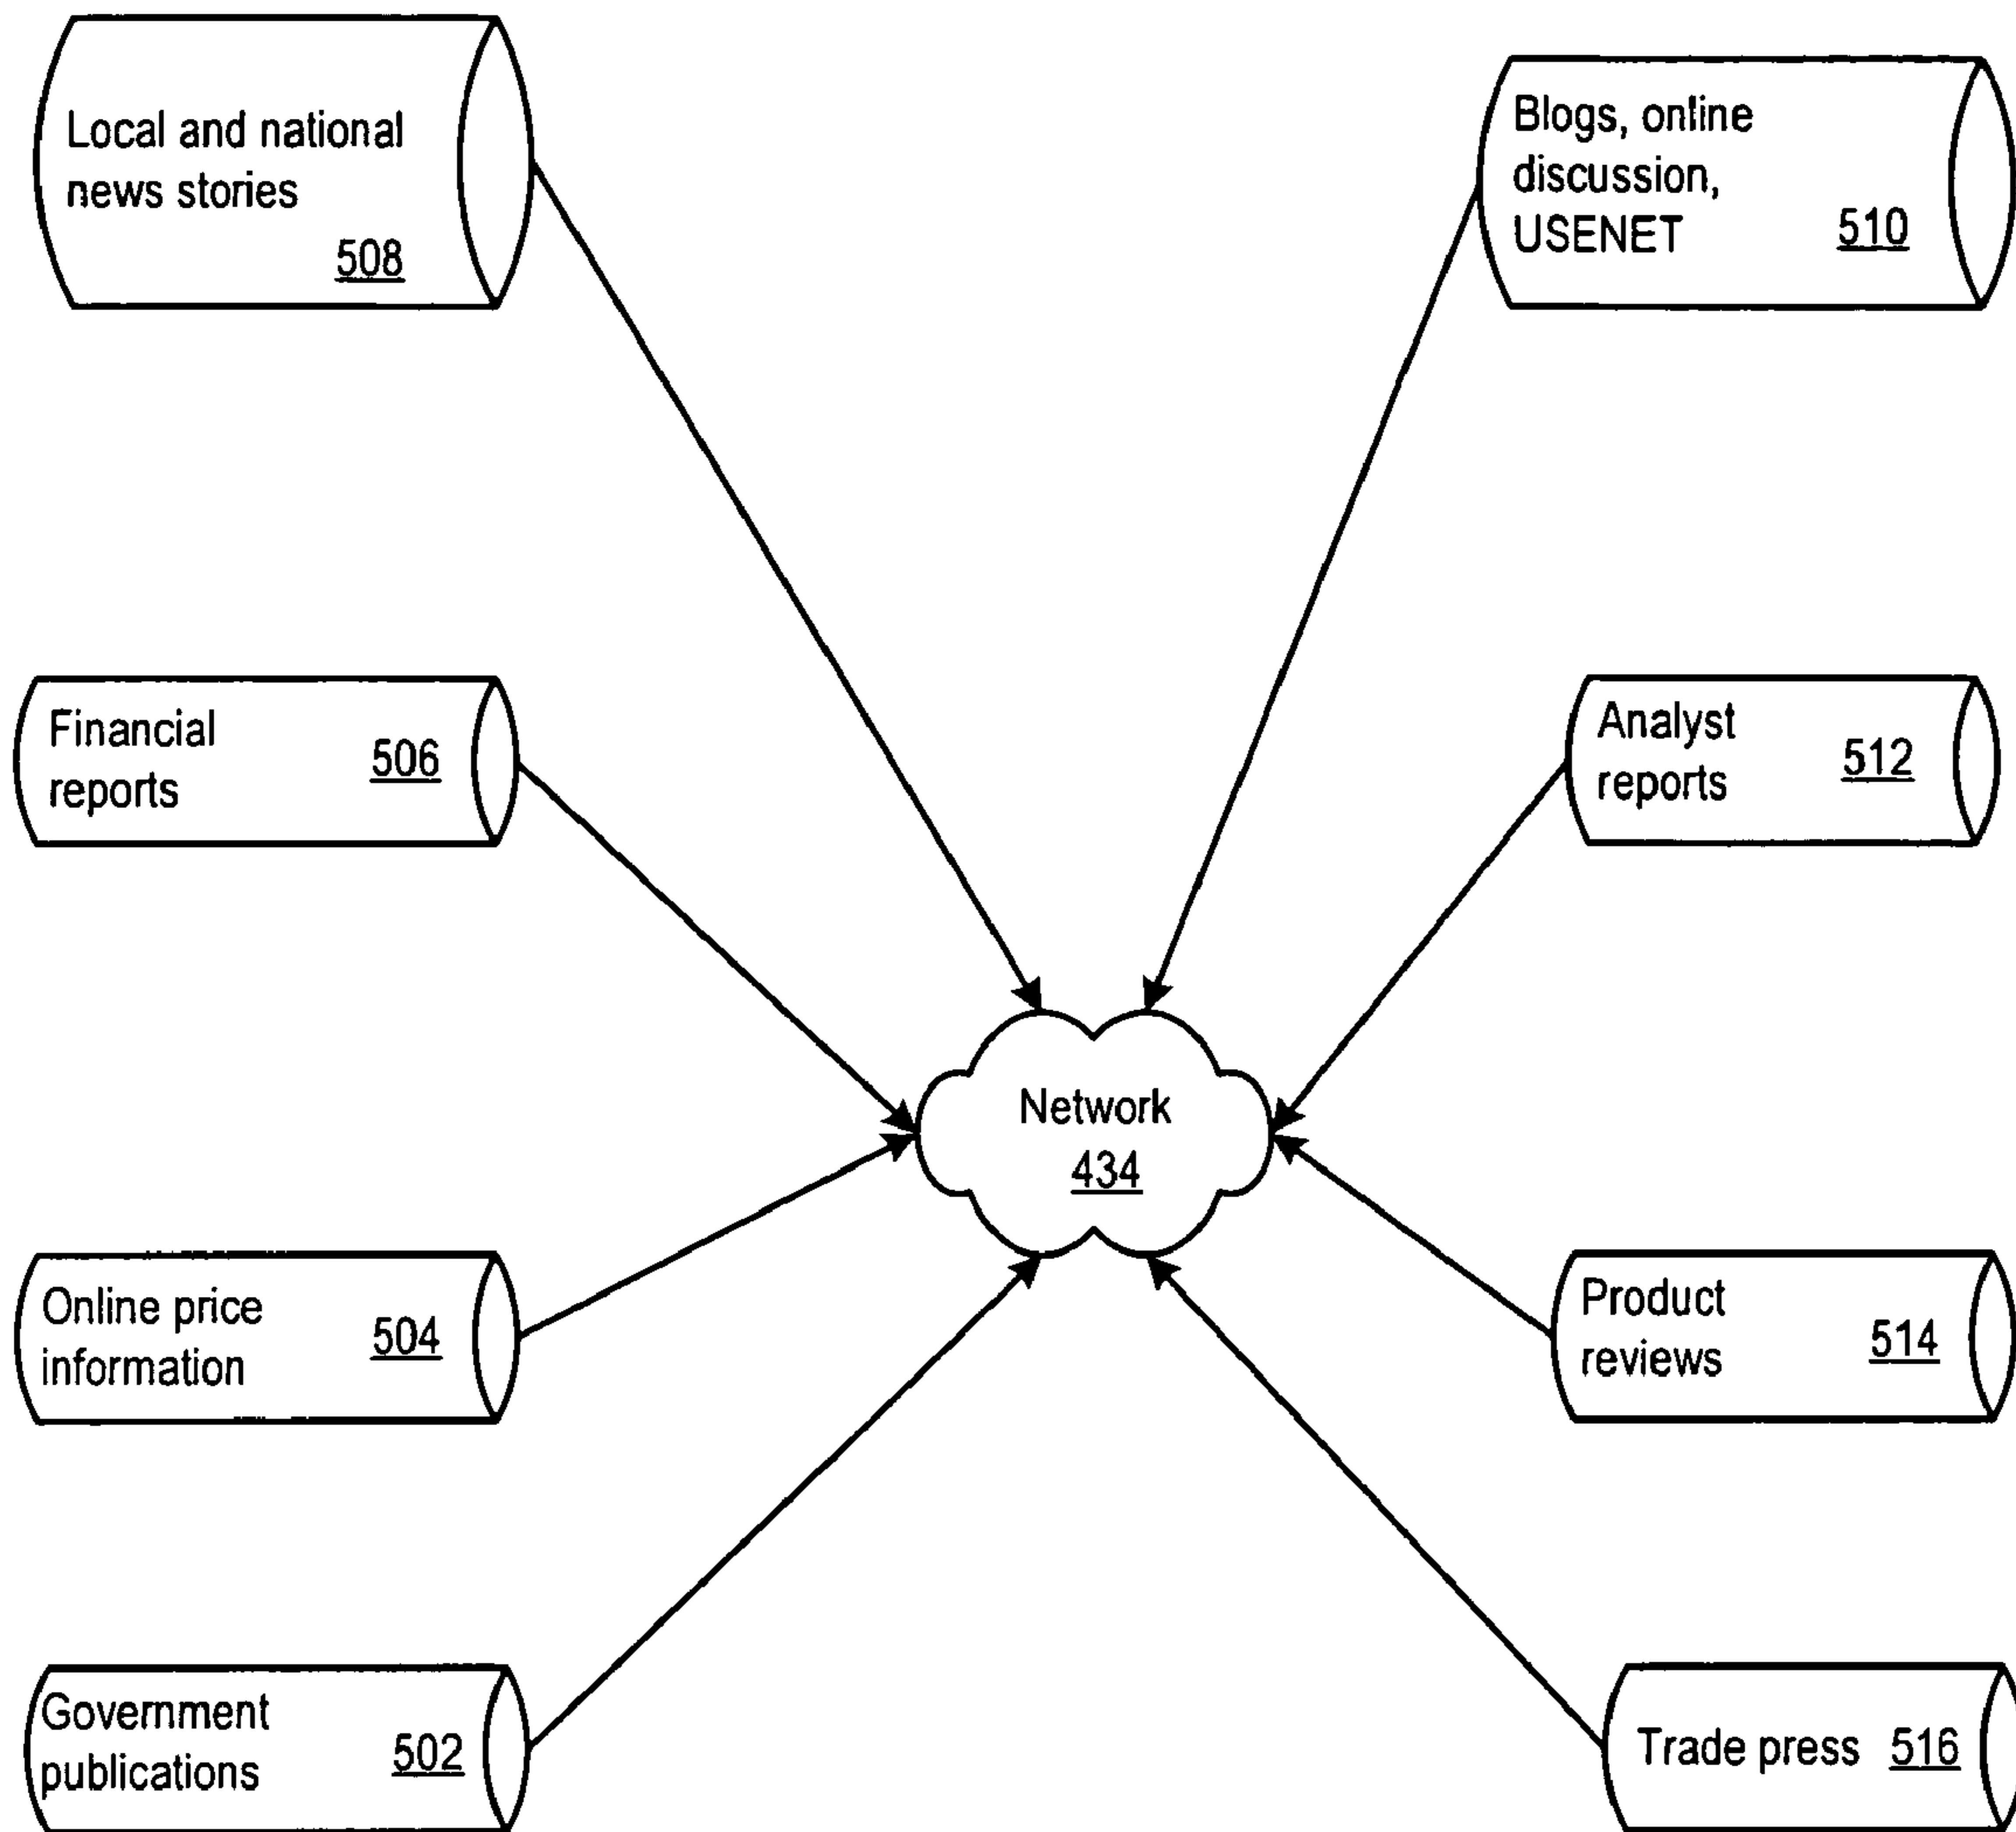 Local and national
news stories
508
Blogs, online
discussion,
USENET
510
Financial
reports
506
Analyst
reports
512
Network
434
Online price
information
504
Product
reviews
514
Government
publications
502
Trade press 516